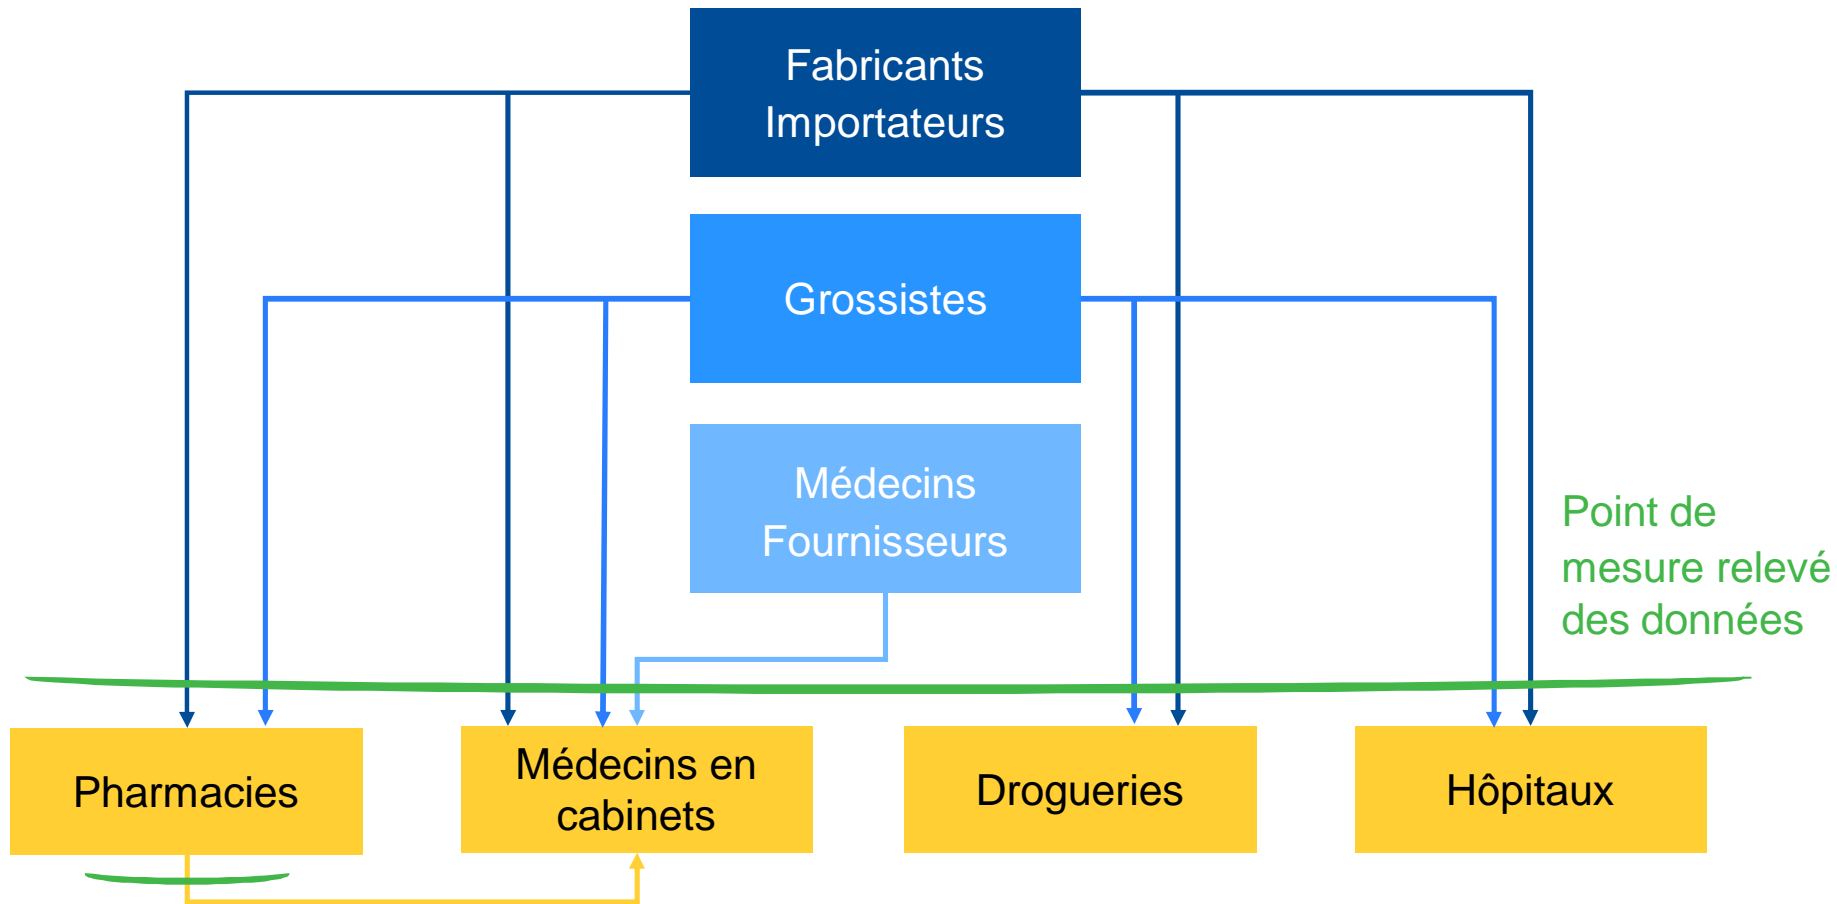 Fabricants
Importateurs
Grossistes
Médecins
Fournisseurs
Point de
mesure relevé
des données
Pharmacies
Médecins en
cabinets
Drogueries
Hôpitaux